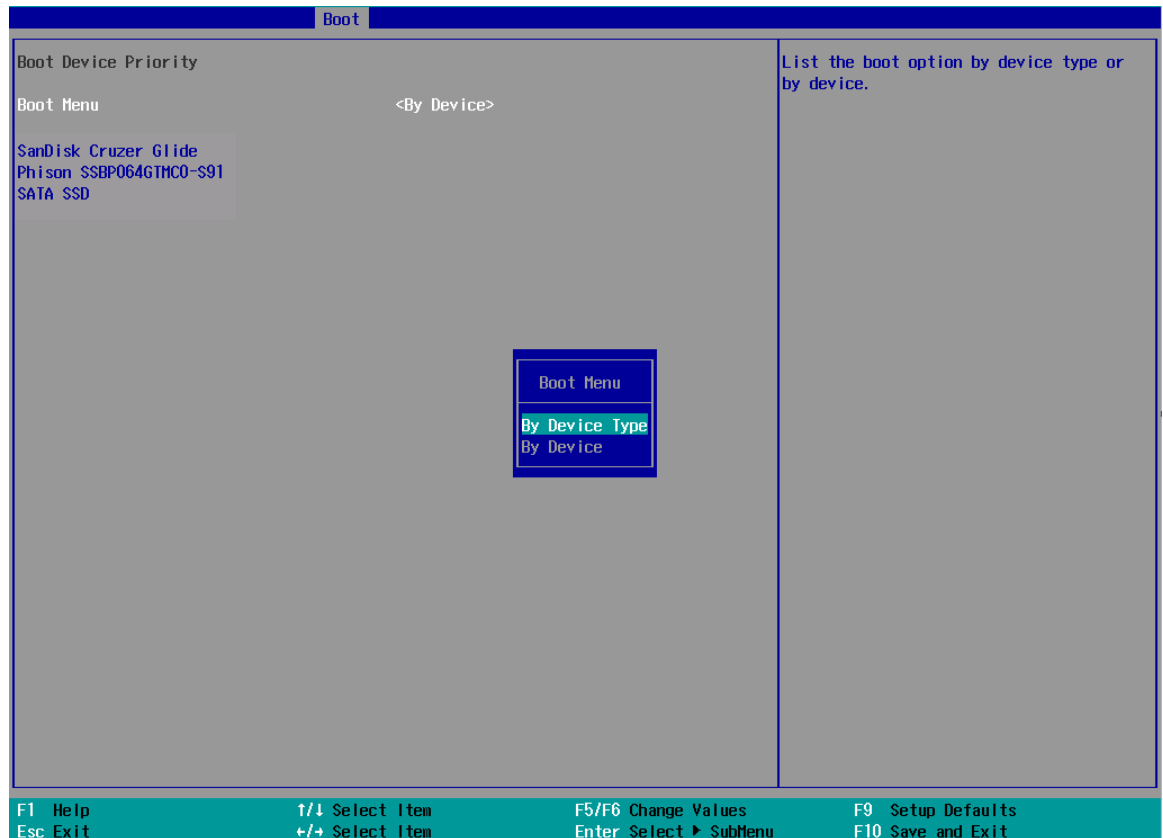 Boot
Boot Device Priority
Boot Menu <By Device>
SanDisk Cruzer Glide
Phison SSBP064GTMC0-S91
SATA SSD
List the boot option by device type or
by device.
Boot Menu
By Device Type
By Device
F1 Help ↑/↓ Select Item F5/F6 Change Values F9 Setup Defaults
Esc Exit ←/→ Select Item Enter Select ▶ SubMenu F10 Save and Exit